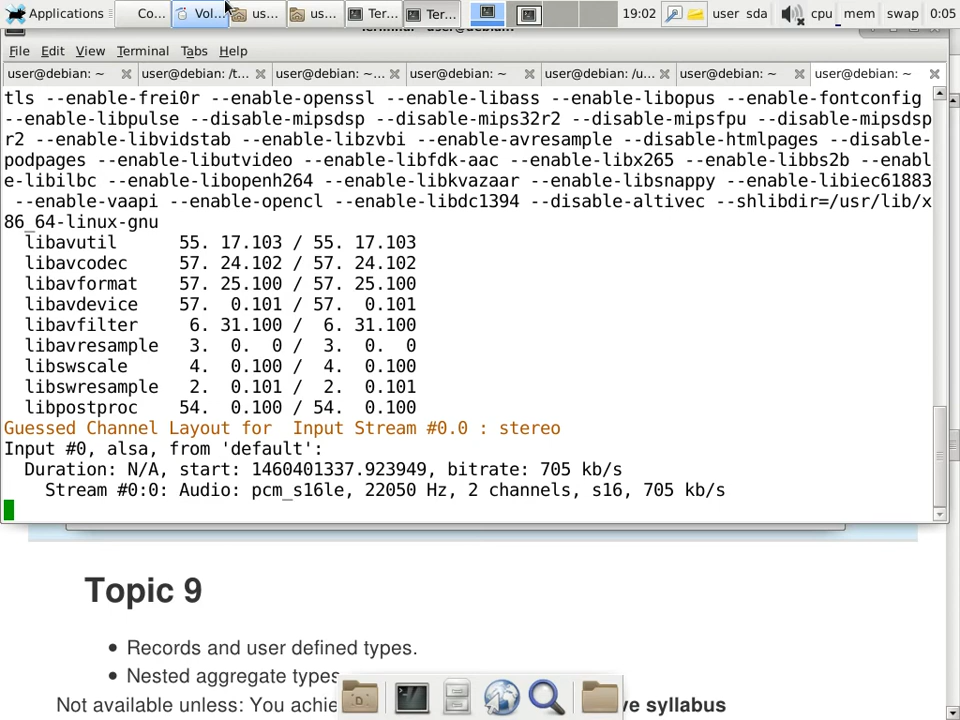 Applications Co... Vol... us... us... Ter... Ter... 19:02 user sda cpu mem swap 0:05
File Edit View Terminal Tabs Help
user@debian: ~ user@debian: /t... user@debian: ~... user@debian: ~ user@debian: /u... user@debian: ~ user@debian: ~
tls --enable-frei0r --enable-openssl --enable-libass --enable-libopus --enable-fontconfig
--enable-libpulse --disable-mipsdsp --disable-mips32r2 --disable-mipsfpu --disable-mipsdsp
r2 --enable-libvidstab --enable-libzvbi --enable-avresample --disable-htmlpages --disable-
podpages --enable-libutvideo --enable-libfdk-aac --enable-libx265 --enable-libbs2b --enabl
e-libilbc --enable-libopenh264 --enable-libkvazaar --enable-libsnappy --enable-libiec61883
--enable-vaapi --enable-opencl --enable-libdc1394 --disable-altivec --shlibdir=/usr/lib/x
86_64-linux-gnu
libavutil 55. 17.103 / 55. 17.103
libavcodec 57. 24.102 / 57. 24.102
libavformat 57. 25.100 / 57. 25.100
libavdevice 57. 0.101 / 57. 0.101
libavfilter 6. 31.100 / 6. 31.100
libavresample 3. 0. 0 / 3. 0. 0
libswscale 4. 0.100 / 4. 0.100
libswresample 2. 0.101 / 2. 0.101
libpostproc 54. 0.100 / 54. 0.100
Guessed Channel Layout for Input Stream #0.0 : stereo
Input #0, alsa, from 'default':
Duration: N/A, start: 1460401337.923949, bitrate: 705 kb/s
Stream #0:0: Audio: pcm_s16le, 22050 Hz, 2 channels, s16, 705 kb/s
Topic 9
Records and user defined types.
Nested aggregate types
Not available unless: You achie ve syllabus